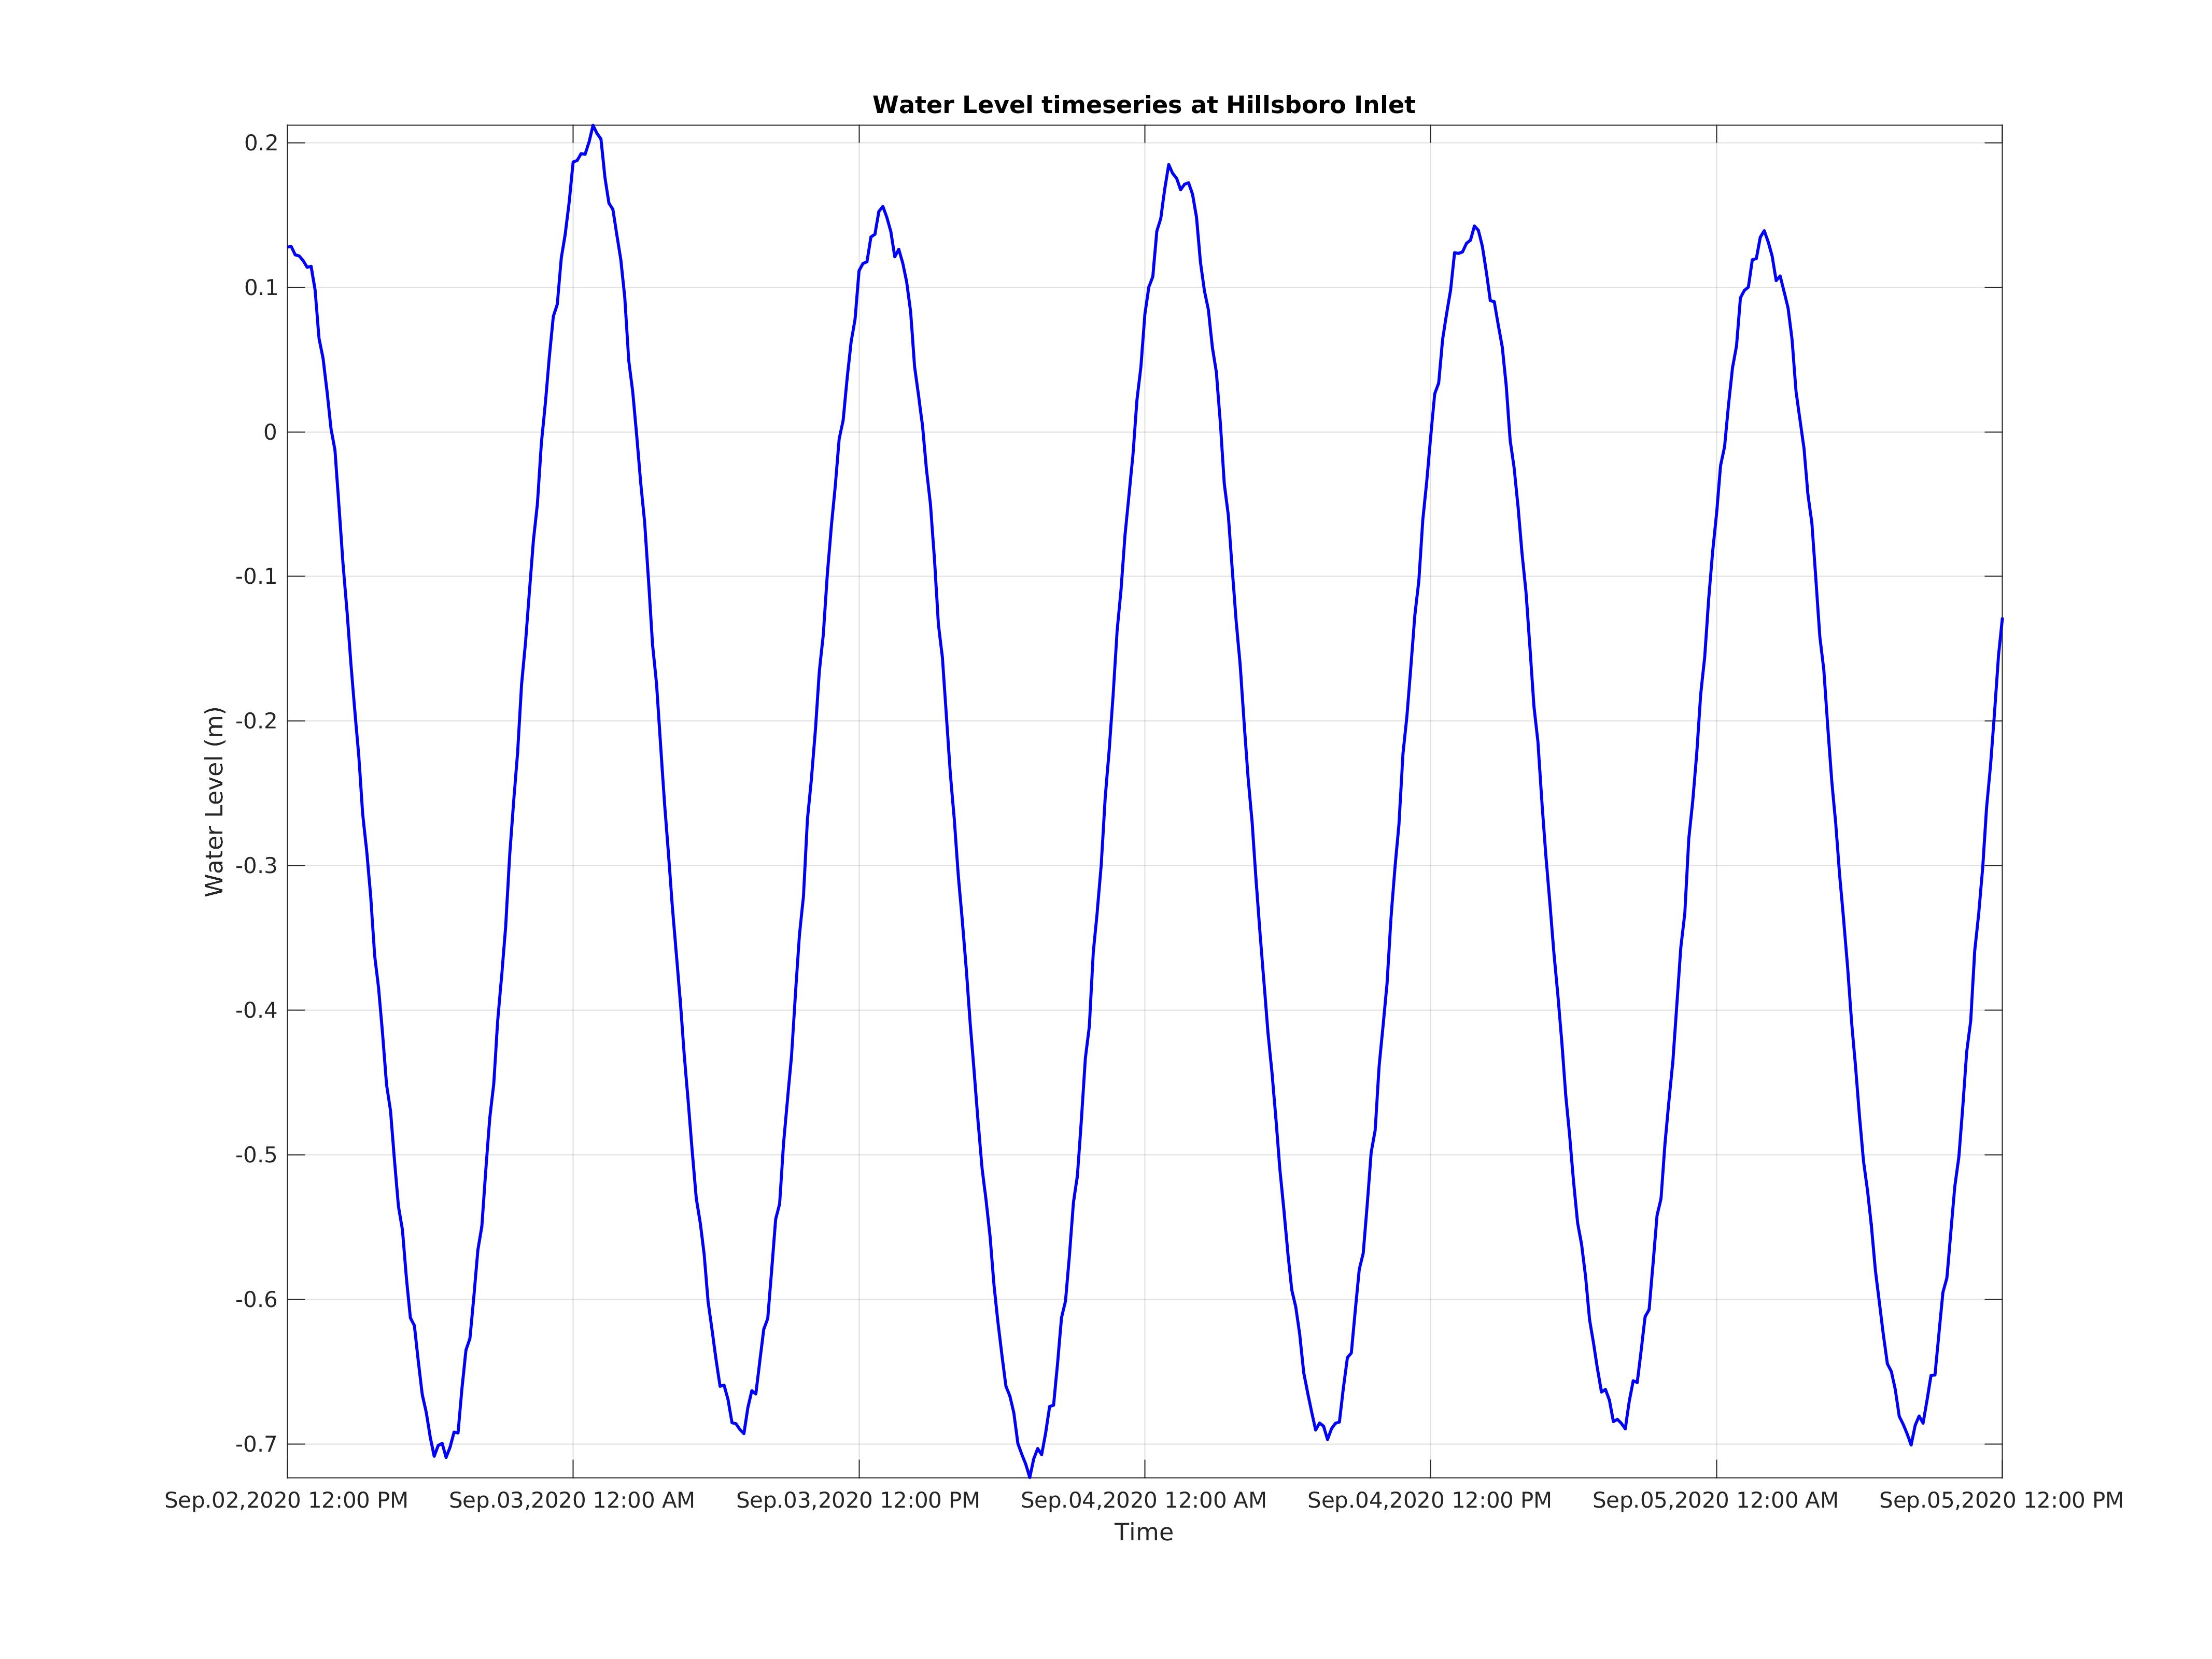 Water Level timeseries at Hillsboro Inlet
0.2
0.1
0
-0.1
-0.2
-0.3
-0.4
-0.5
-0.6
-0.7
Water Level (m)
Sep.02,2020 12:00 PM
Sep.03,2020 12:00 AM
Sep.03,2020 12:00 PM
Sep.04,2020 12:00 AM
Sep.04,2020 12:00 PM
Sep.05,2020 12:00 AM
Sep.05,2020 12:00 PM
Time